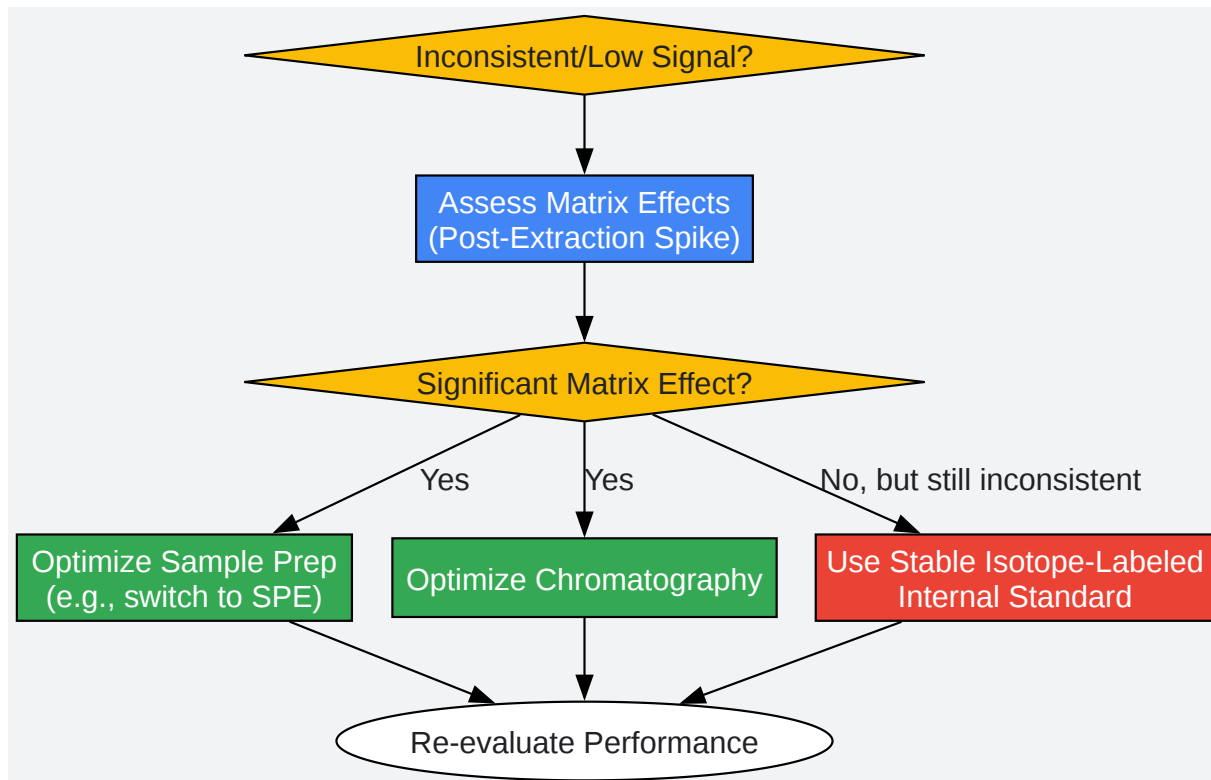 Inconsistent/Low Signal?
Assess Matrix Effects
(Post-Extraction Spike)
Significant Matrix Effect?
Yes
Yes
No, but still inconsistent
Optimize Sample Prep
(e.g., switch to SPE)
Optimize Chromatography
Use Stable Isotope-Labeled
Internal Standard
Re-evaluate Performance